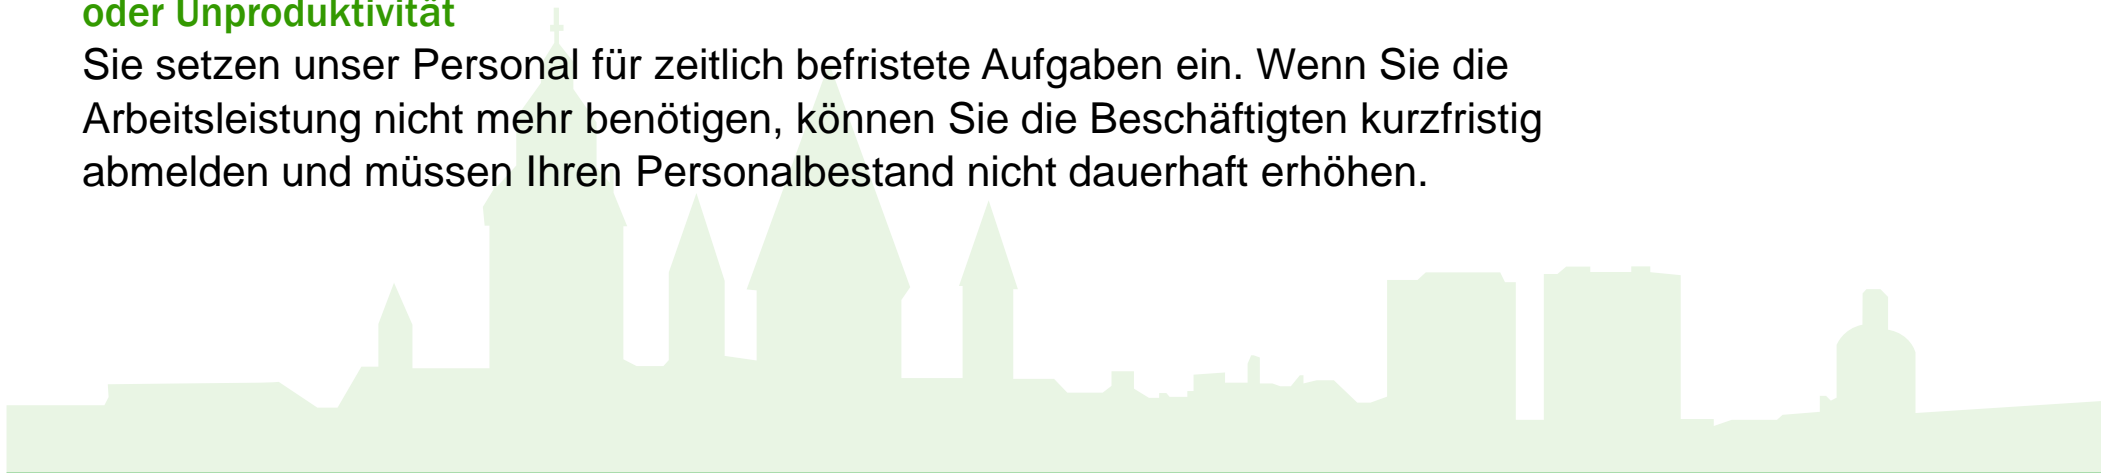 oder Unproduktivität
Sie setzen unser Personal für zeitlich befristete Aufgaben ein. Wenn Sie die
Arbeitsleistung nicht mehr benötigen, können Sie die Beschäftigten kurzfristig
abmelden und müssen Ihren Personalbestand nicht dauerhaft erhöhen.